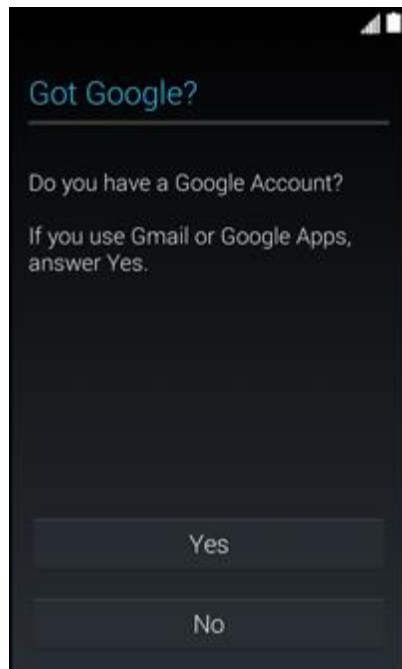 Got Google?
Do you have a Google Account?
If you use Gmail or Google Apps,
answer Yes.
Yes
No